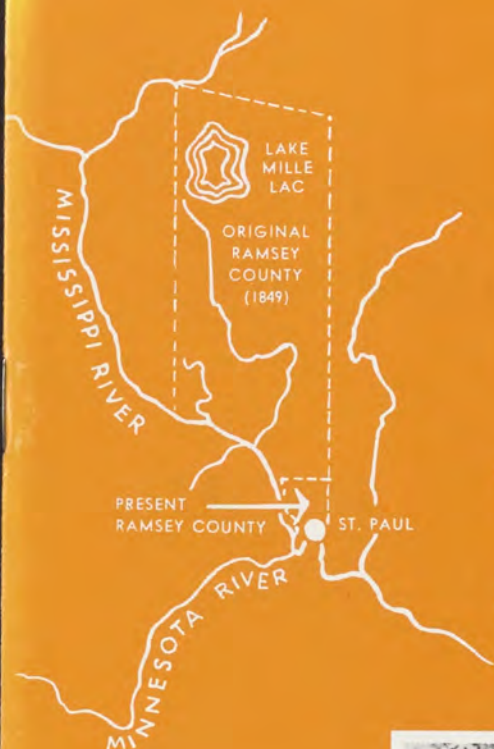 LAKE
MILLE
LAC
ORIGINAL
RAMSEY
COUNTY
(1849)
MISSISSIPPI RIVER
PRESENT
RAMSEY COUNTY
ST. PAUL
MINNESOTA RIVER